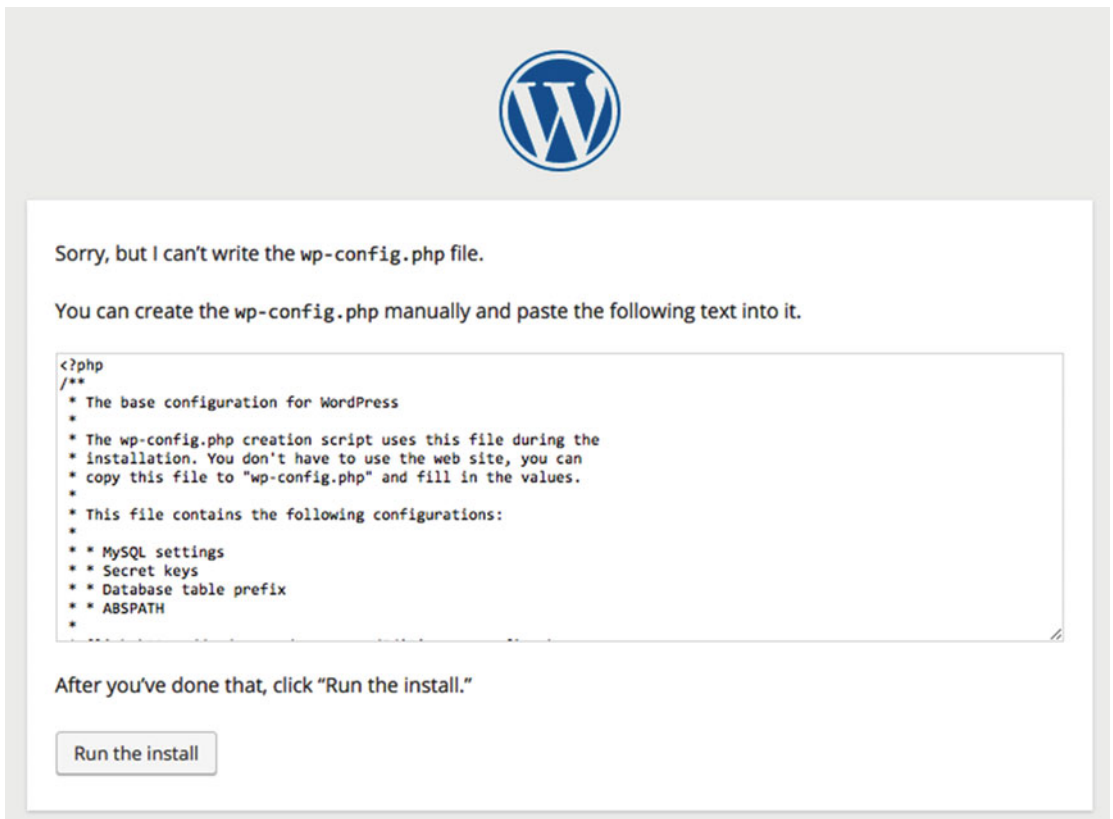 Sorry, but I can't write the wp-config.php file.
You can create the wp-config.php manually and paste the following text into it.
<?php
/**
 * The base configuration for WordPress
 *
 * The wp-config.php creation script uses this file during the
 * installation. You don't have to use the web site, you can
 * copy this file to "wp-config.php" and fill in the values.
 *
 * This file contains the following configurations:
 *
 * * MySQL settings
 * * Secret keys
 * * Database table prefix
 * * ABSPATH
 *
After you've done that, click “Run the install.”
Run the install